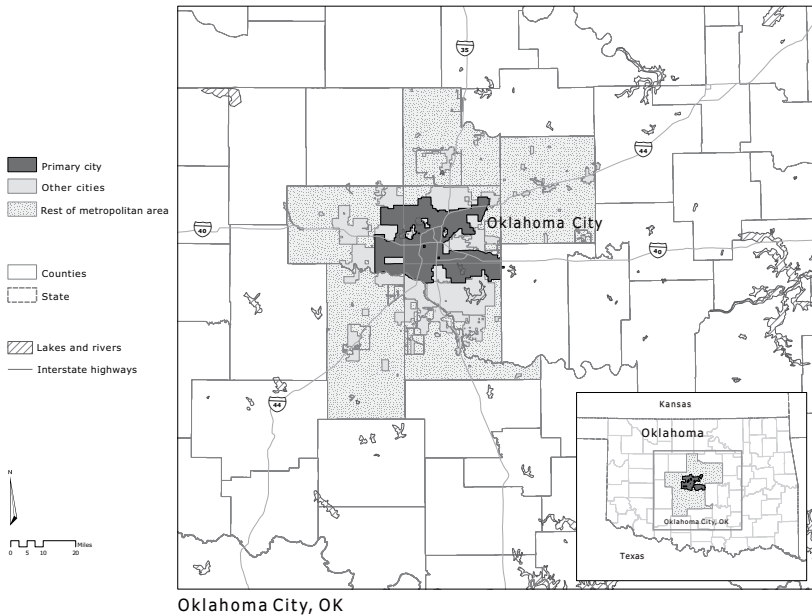 35
44
Primary city
Other cities
Rest of metropolitan area
Oklahoma City
40
40
Counties
State
Lakes and rivers
Interstate highways
44
Kansas
Oklahoma
Oklahoma City, OK
Texas
N
Miles
0 5 10 20
Oklahoma City, OK